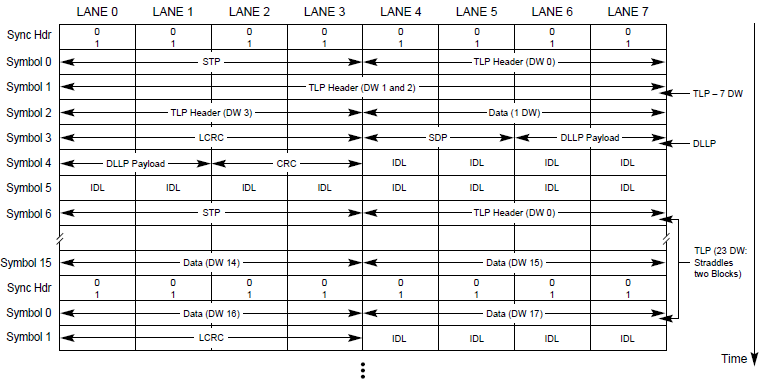 LANE 0 LANE 1 LANE 2 LANE 3 LANE 4 LANE 5 LANE 6 LANE 7
Sync Hdr 0 0 0 0 0 0 0 0
1 1 1 1 1 1 1 1
Symbol 0 STP TLP Header (DW 0)
Symbol 1 TLP Header (DW 1 and 2)
TLP – 7 DW
Symbol 2 TLP Header (DW 3) Data (1 DW)
Symbol 3 LCRC SDP DLLP Payload
DLLP
Symbol 4 DLLP Payload CRC IDL IDL IDL IDL
Symbol 5 IDL IDL IDL IDL IDL IDL IDL IDL
Symbol 6 STP TLP Header (DW 0)
TLP (23 DW:
Straddles
two Blocks)
Symbol 15 Data (DW 14) Data (DW 15)
Sync Hdr 0 0 0 0 0 0 0 0
1 1 1 1 1 1 1 1
Symbol 0 Data (DW 16) Data (DW 17)
Symbol 1 LCRC IDL IDL IDL IDL
Time